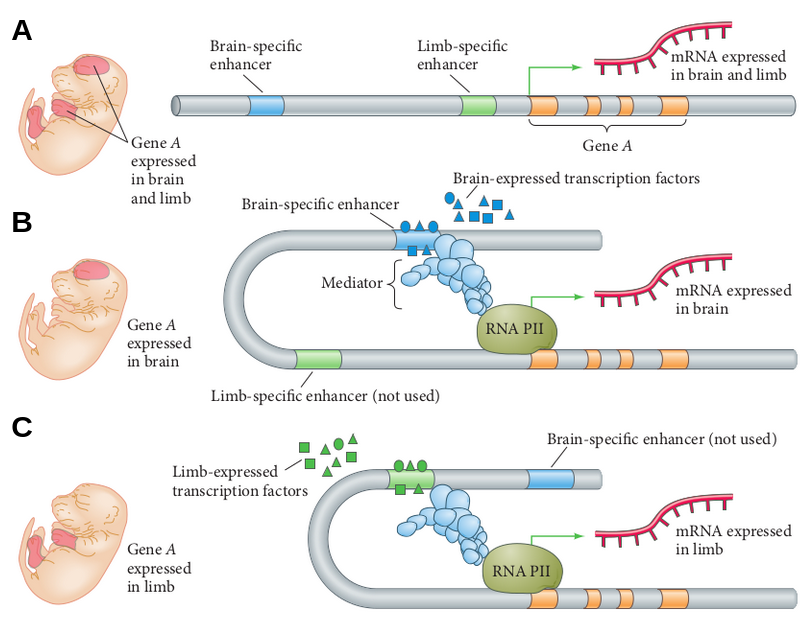 A
Brain-specific
enhancer
Limb-specific
enhancer
mRNA expressed
in brain and limb
Gene A
Gene A
expressed
in brain
and limb
B
Brain-expressed transcription factors
Brain-specific enhancer
Mediator
RNA PII
mRNA expressed
in brain
Gene A
expressed
in brain
Limb-specific enhancer (not used)
C
Limb-expressed
transcription factors
Brain-specific enhancer (not used)
RNA PII
mRNA expressed
in limb
Gene A
expressed
in limb